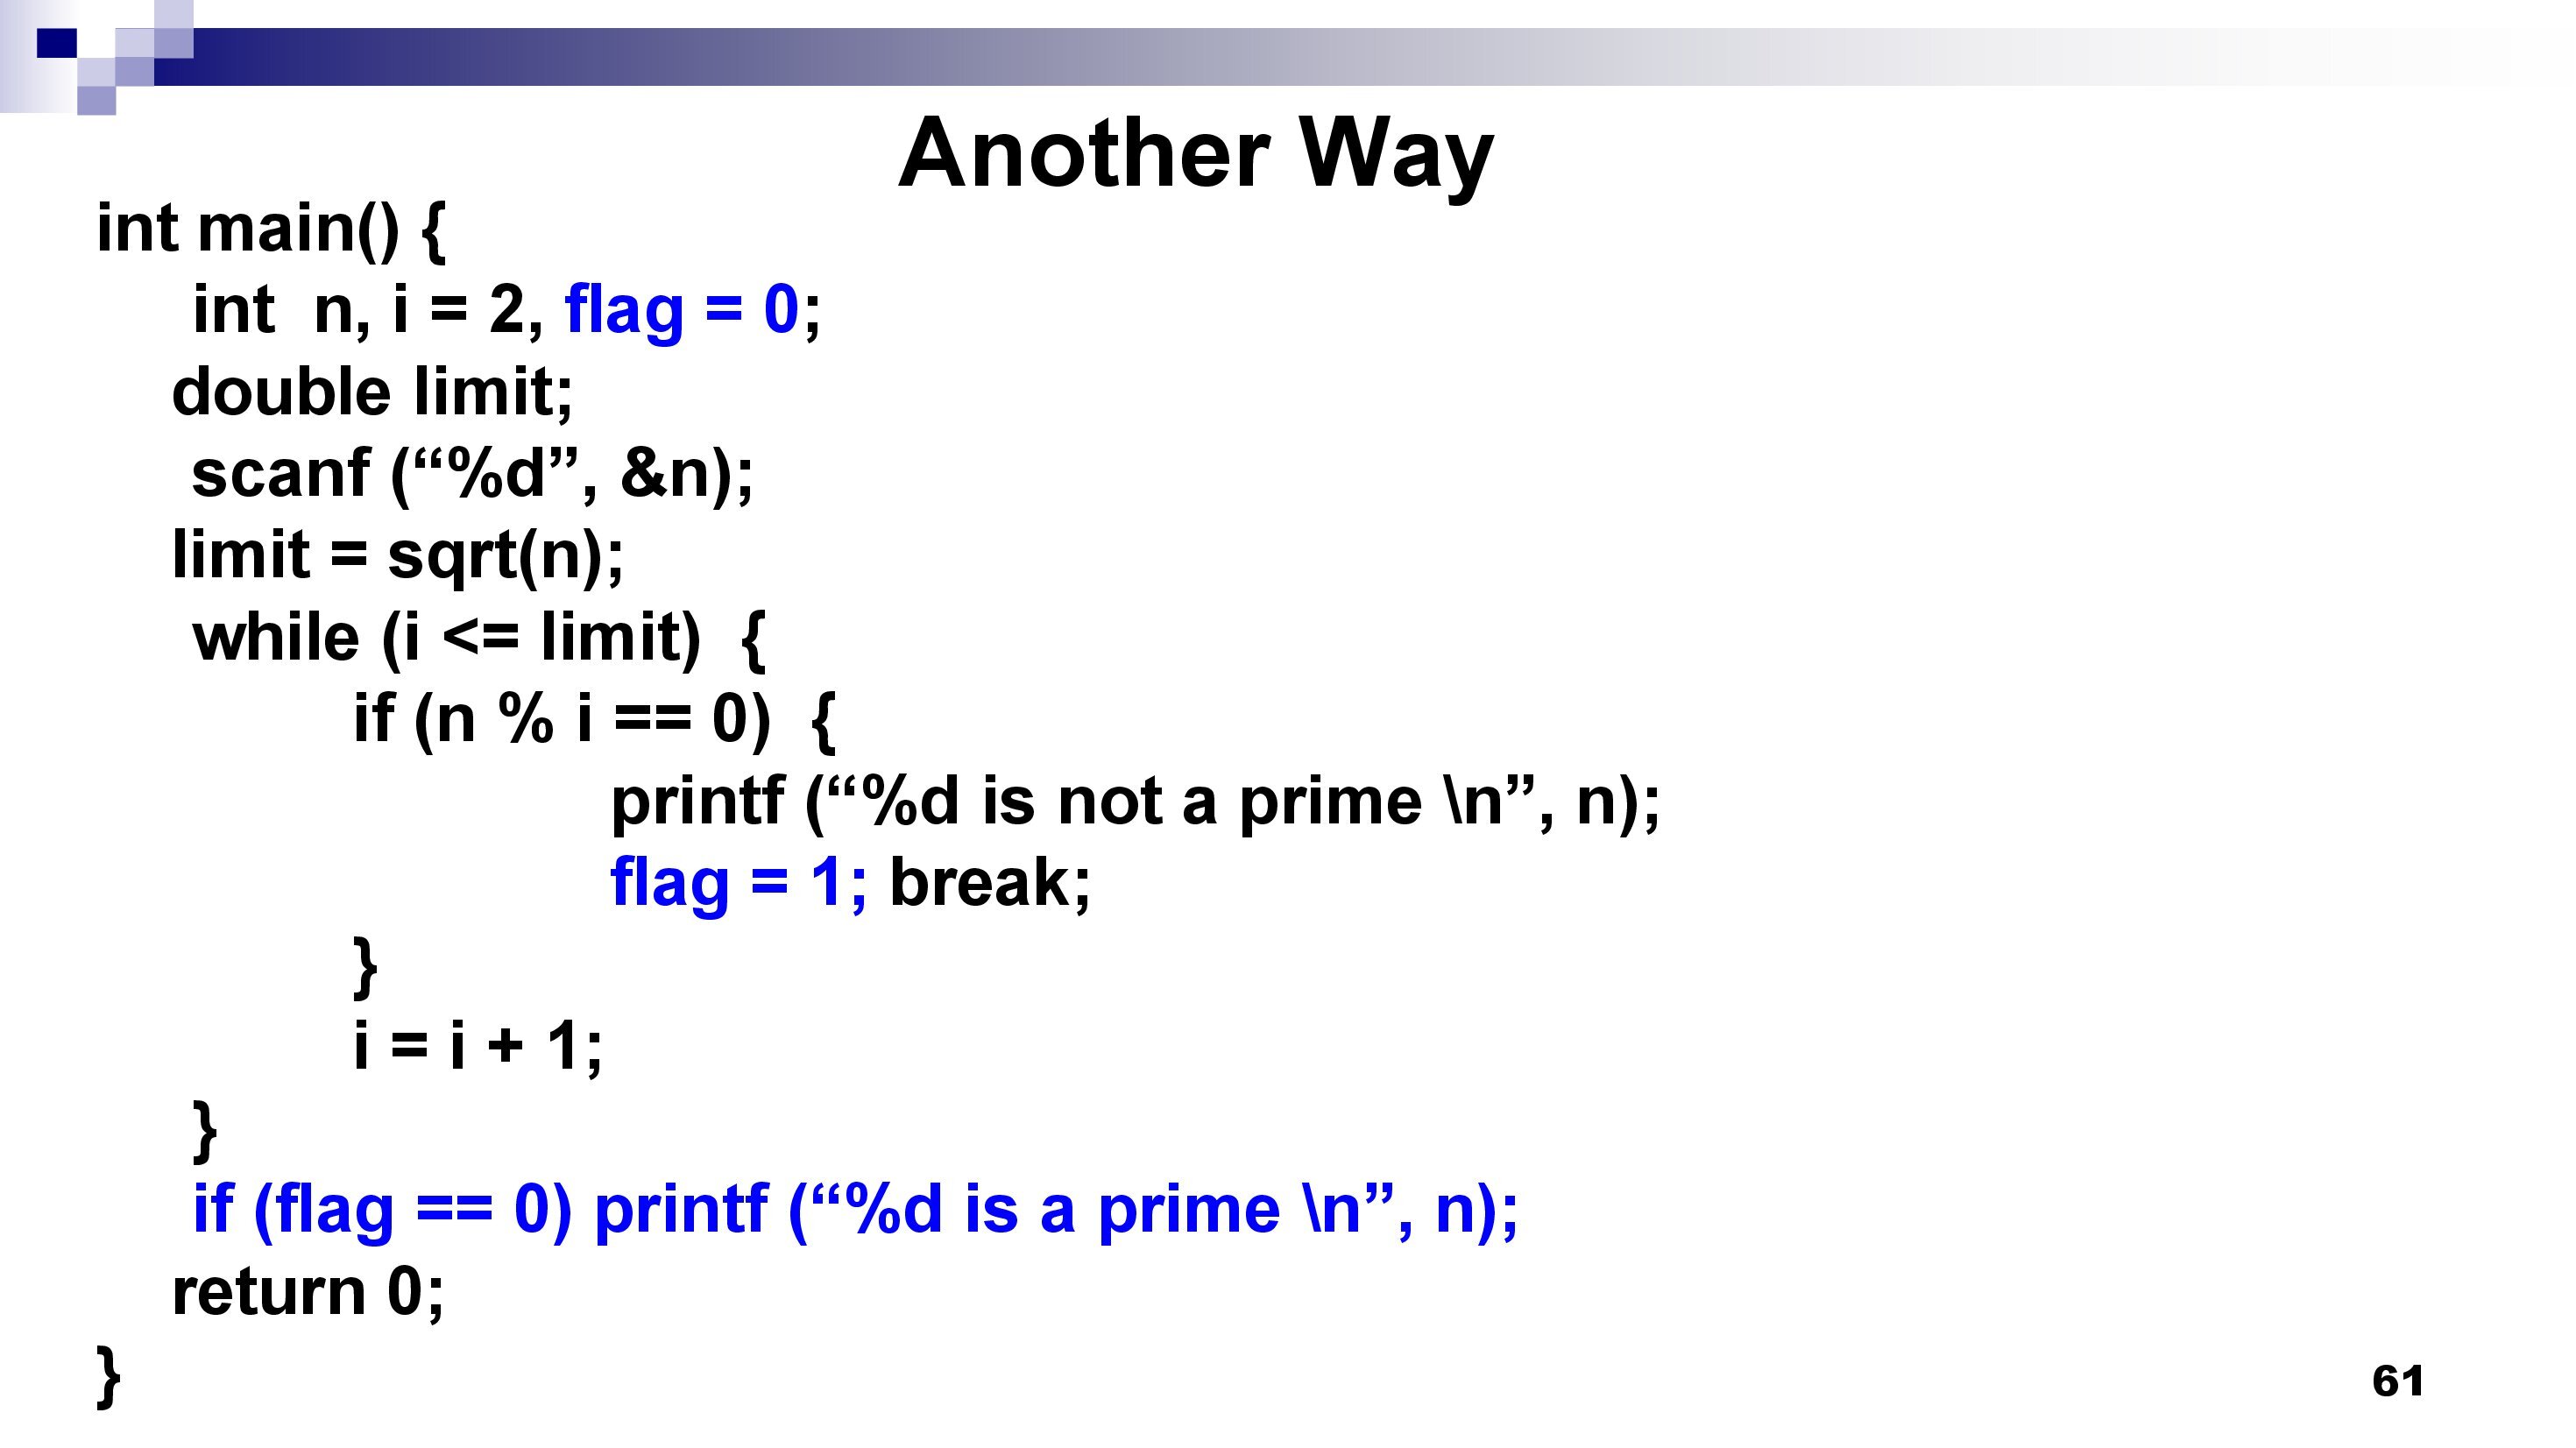 Another Way
int main() {
int n, i = 2, flag = 0;
double limit;
scanf (“%d”, &n);
limit = sqrt(n);
while (i <= limit) {
if (n % i == 0) {
printf (“%d is not a prime \n”, n);
flag = 1; break;
}
i = i + 1;
}
if (flag == 0) printf (“%d is a prime \n”, n);
return 0;
}
61